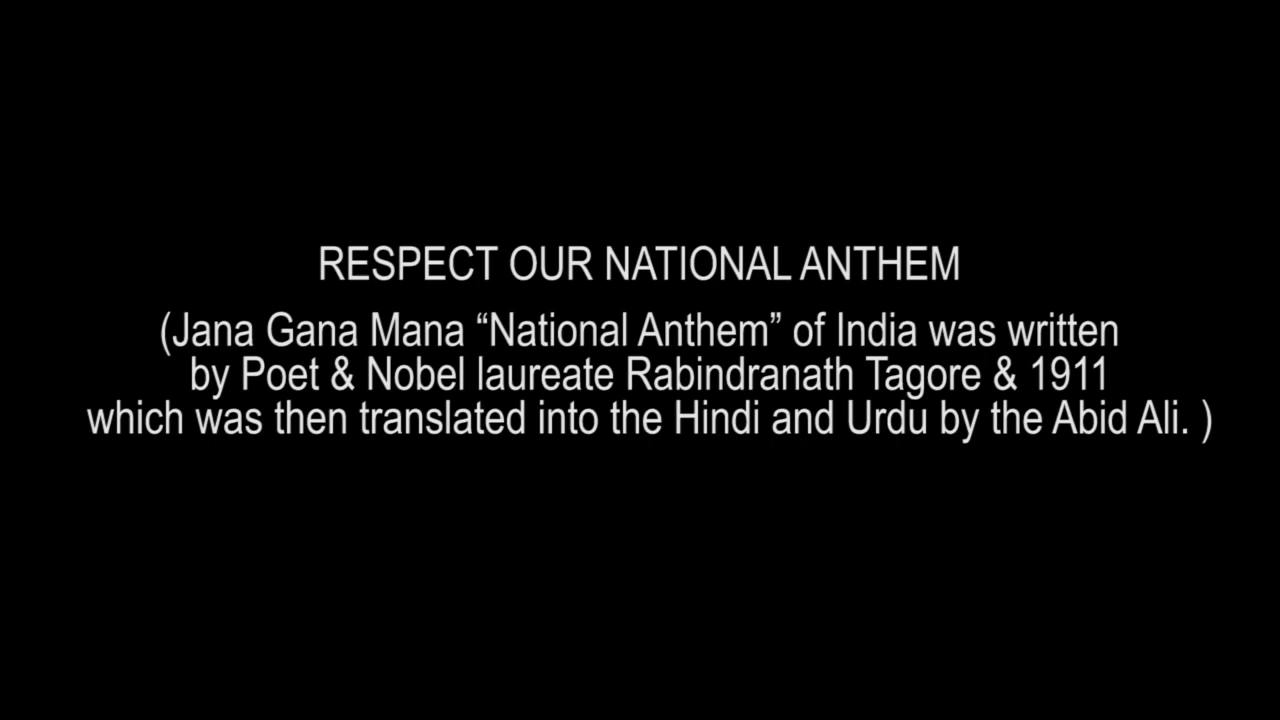 RESPECT OUR NATIONAL ANTHEM
(Jana Gana Mana “National Anthem” of India was written
by Poet & Nobel laureate Rabindranath Tagore & 1911
which was then translated into the Hindi and Urdu by the Abid Ali. )